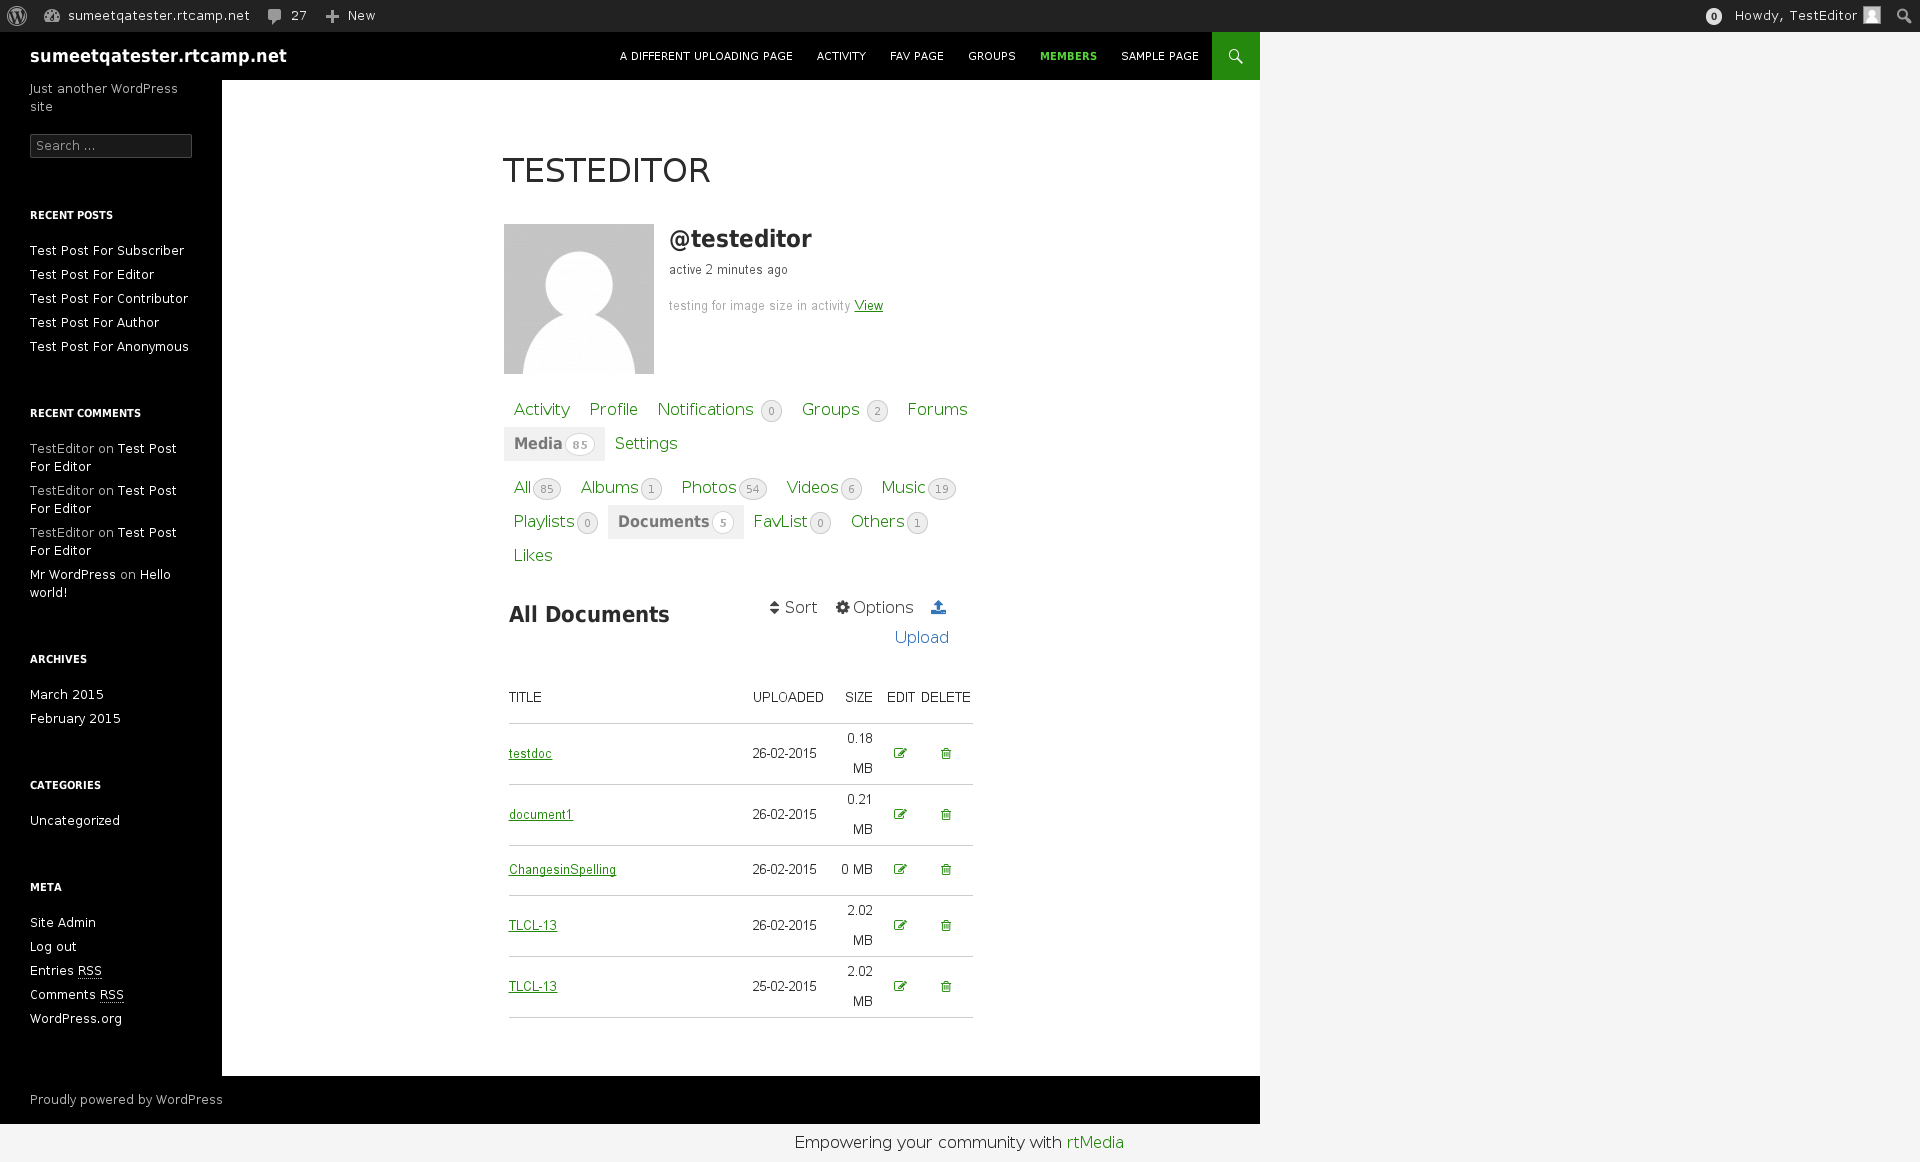 sumeetqatester.rtcamp.net 27 New 0 Howdy, TestEditor
sumeetqatester.rtcamp.net A DIFFERENT UPLOADING PAGE ACTIVITY FAV PAGE GROUPS MEMBERS SAMPLE PAGE
Just another WordPress
site
Search ...
RECENT POSTS
Test Post For Subscriber
Test Post For Editor
Test Post For Contributor
Test Post For Author
Test Post For Anonymous
RECENT COMMENTS
TestEditor on Test Post
For Editor
TestEditor on Test Post
For Editor
TestEditor on Test Post
For Editor
Mr WordPress on Hello
world!
ARCHIVES
March 2015
February 2015
CATEGORIES
Uncategorized
META
Site Admin
Log out
Entries RSS
Comments RSS
WordPress.org
TESTEDITOR
@testeditor
active 2 minutes ago
testing for image size in activity View
Activity Profile Notifications 0 Groups 2 Forums
Media 85 Settings
All 85 Albums 1 Photos 54 Videos 6 Music 19
Playlists 0 Documents 5 FavList 0 Others 1
Likes
All Documents Sort Options
Upload
TITLE UPLOADED SIZE EDIT DELETE
testdoc 26-02-2015 0.18
MB
document1 26-02-2015 0.21
MB
ChangesinSpelling 26-02-2015 0 MB
TLCL-13 26-02-2015 2.02
MB
TLCL-13 25-02-2015 2.02
MB
Proudly powered by WordPress
Empowering your community with rtMedia